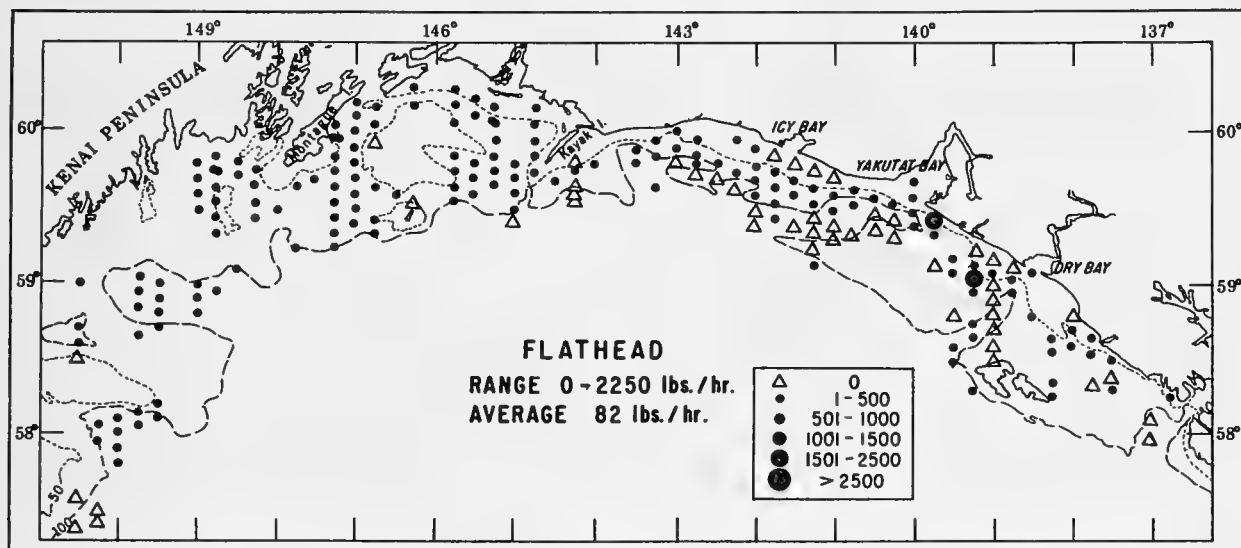 149° 146° 143° 140° 137°
KENAI PENINSULA
Montague
60° Kayak I. ICY BAY 60°
YAKUTAT BAY
59° DRY BAY 59°
FLATHEAD
RANGE 0-2250 lbs./hr.
AVERAGE 82 lbs./hr.
0
1-500
501-1000
1001-1500
1501-2500
>2500
58° 58°
50
100